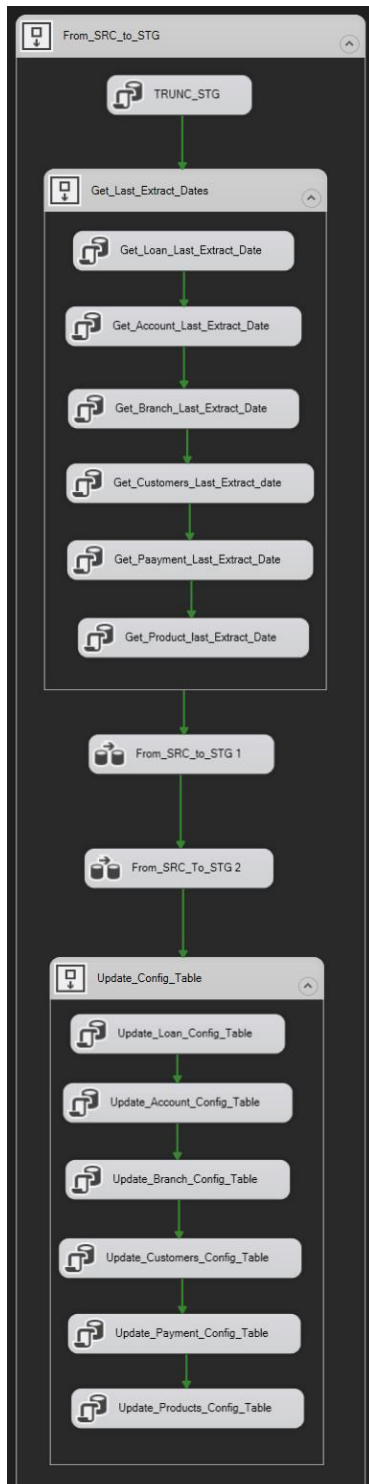 From_SRC_to_STG
TRUNC_STG
Get_Last_Extract_Dates
Get_Loan_Last_Extract_Date
Get_Account_Last_Extract_Date
Get_Branch_Last_Extract_Date
Get_Customers_Last_Extract_date
Get_Paayment_Last_Extract_Date
Get_Product_last_Extract_Date
From_SRC_to_STG 1
From_SRC_To_STG 2
Update_Config_Table
Update_Loan_Config_Table
Update_Account_Config_Table
Update_Branch_Config_Table
Update_Customers_Config_Table
Update_Payment_Config_Table
Update_Products_Config_Table